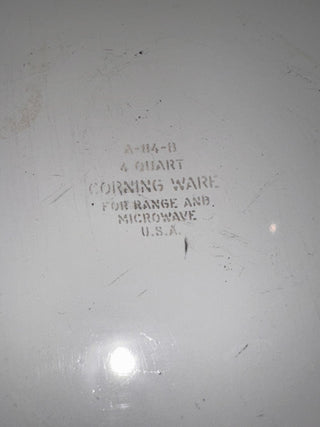 A-84-B
4 QUART
CORNING WARE
FOR RANGE AND
MICROWAVE
U.S.A.